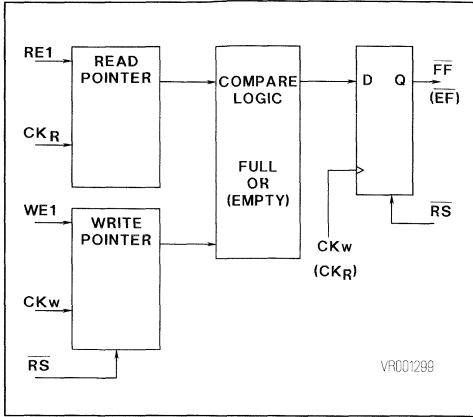 RE1
READ
POINTER
CKR
WE1
WRITE
POINTER
CKw
RS
COMPARE
LOGIC
FULL
OR
(EMPTY)
D Q
FF
(EF)
RS
CKw
(CKR)
VR001299